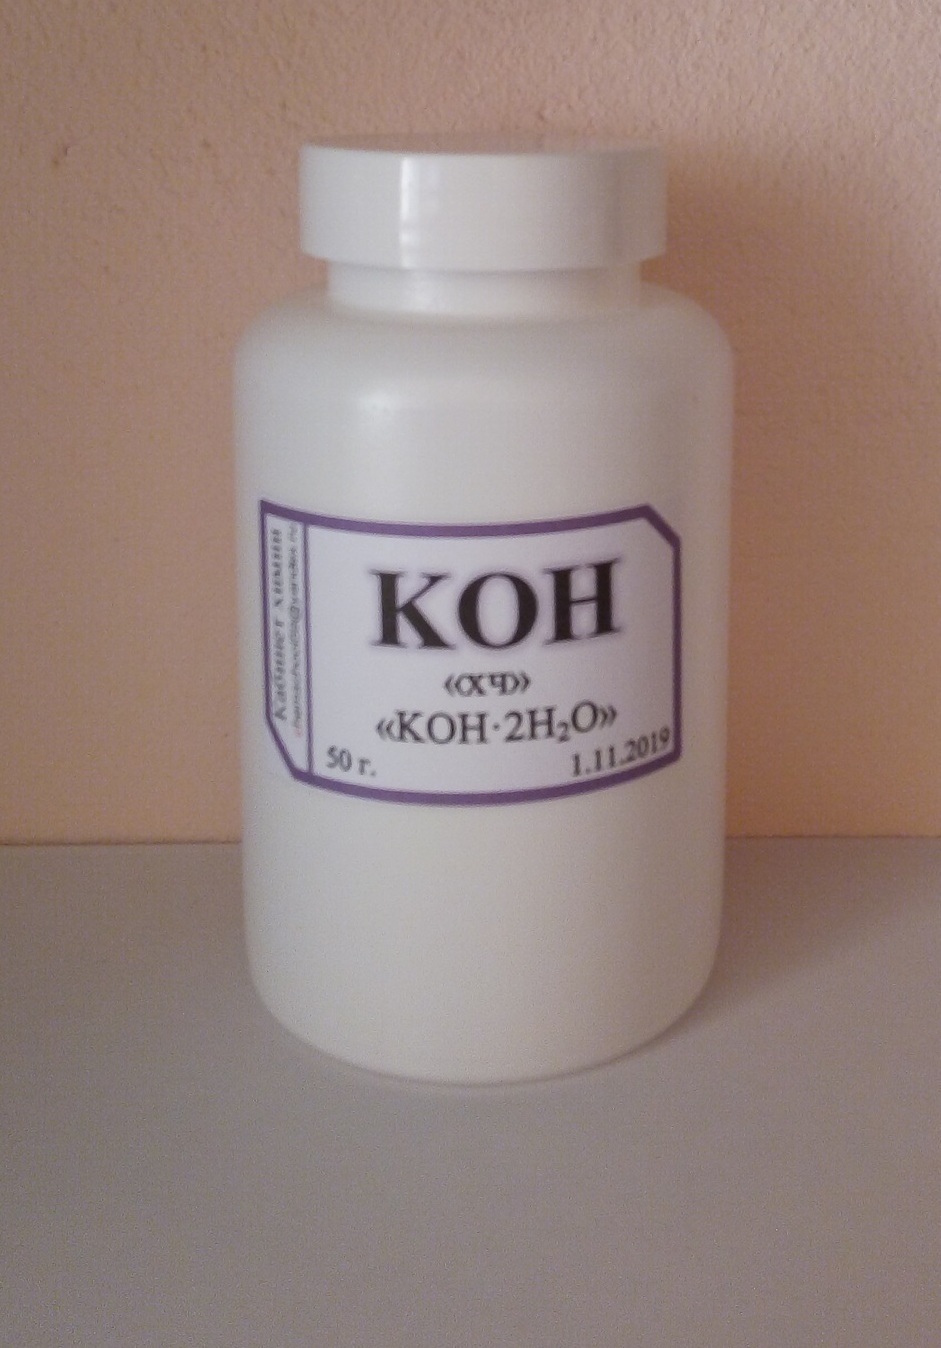 Кабинет химии
KOH
«хч»
«KOH·2H₂O»
50 г.
1.11.2019